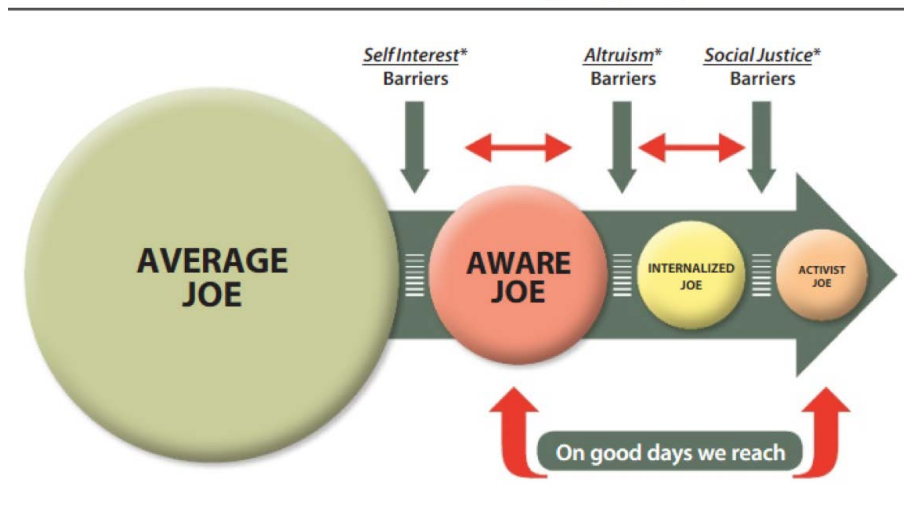 Self Interest*
Barriers
Altruism*
Barriers
Social Justice*
Barriers
AVERAGE
JOE
AWARE
JOE
INTERNALIZED
JOE
ACTIVIST
JOE
On good days we reach